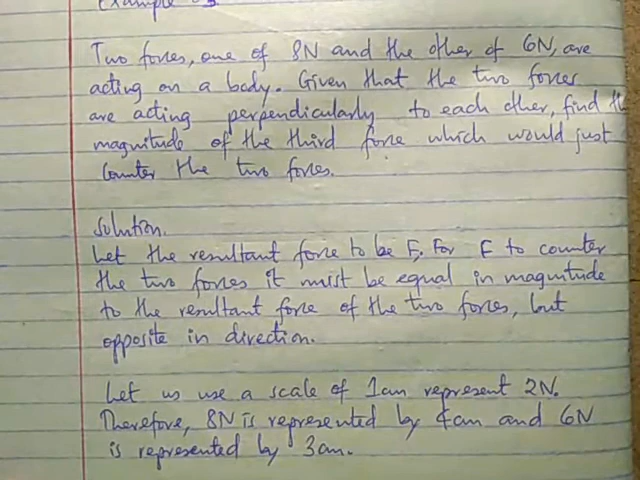 Example
Two forces, one of 8N and the other of 6N, are
acting on a body. Given that the two forces
are acting perpendicularly to each other, find the
magnitude of the third force which would just
counter the two forces.
Solution.
Let the resultant force to be F. For F to counter
the two forces it must be equal in magnitude
to the resultant force of the two forces, but
opposite in direction.
Let us use a scale of 1cm represent 2N.
Therefore, 8N is represented by 4cm and 6N
is represented by 3cm.